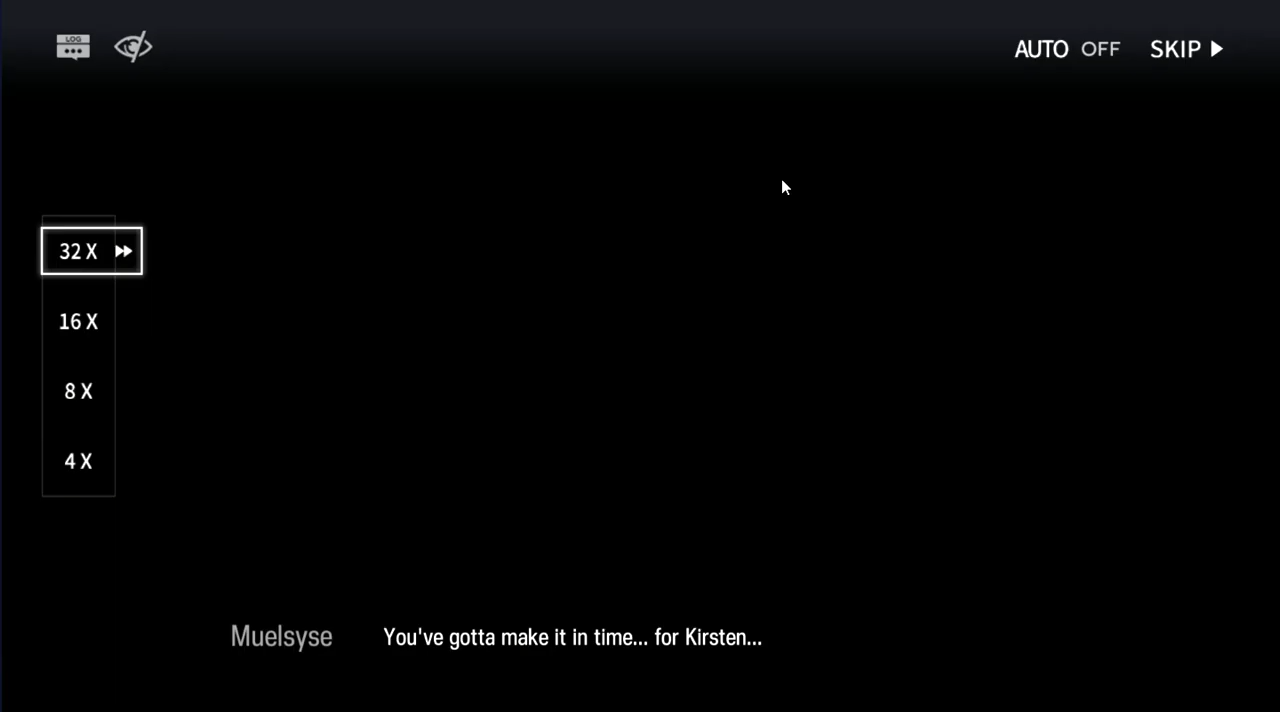 LOG
AUTO OFF SKIP
32 X
16 X
8 X
4 X
Muelsyse You've gotta make it in time... for Kirsten...